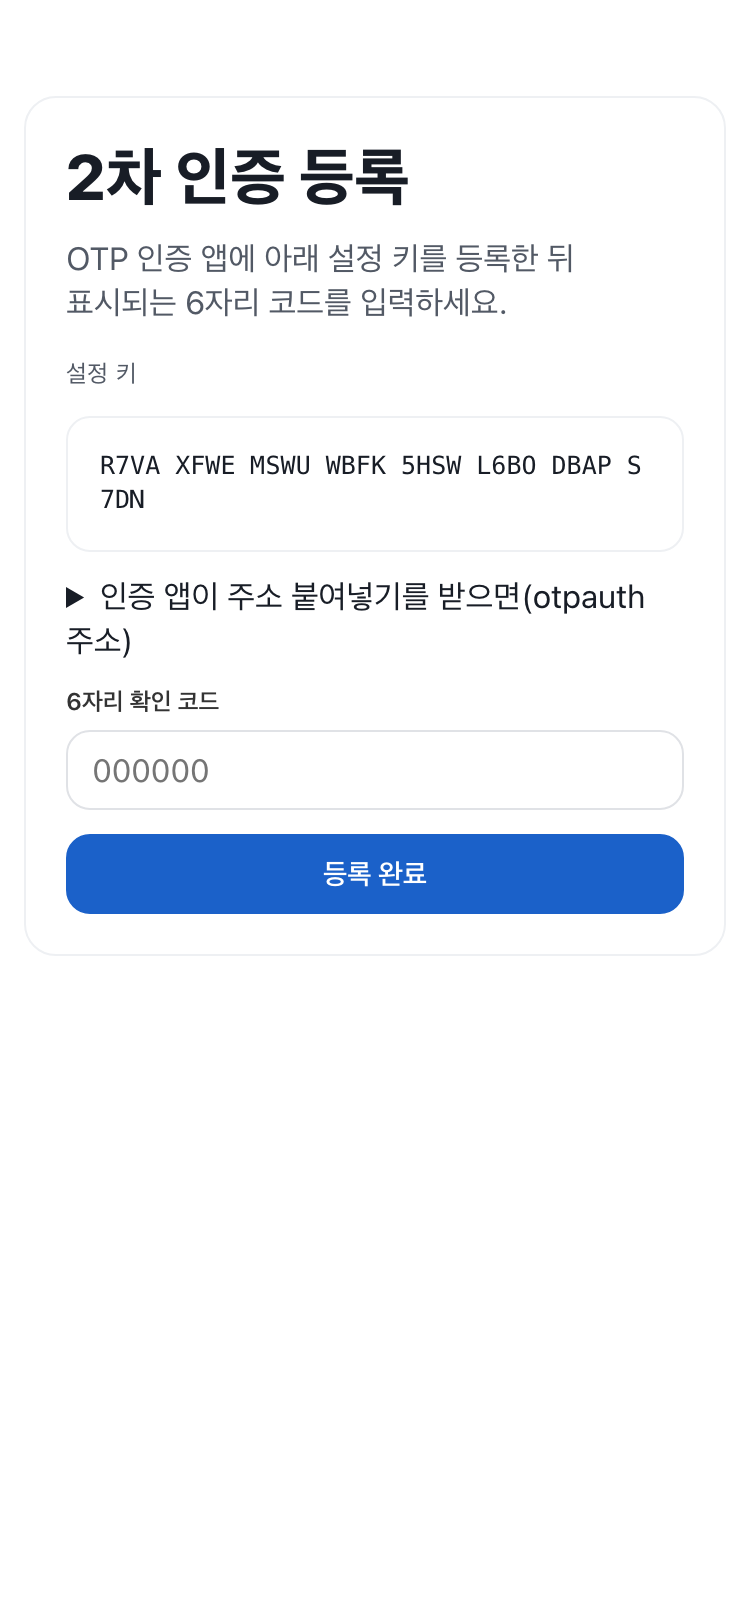 2차 인증 등록
OTP 인증 앱에 아래 설정 키를 등록한 뒤
표시되는 6자리 코드를 입력하세요.
설정 키
R7VA XFWE MSWU WBFK 5HSW L6BO DBAP S
7DN
▶ 인증 앱이 주소 붙여넣기를 받으면(otpauth
주소)
6자리 확인 코드
000000
등록 완료